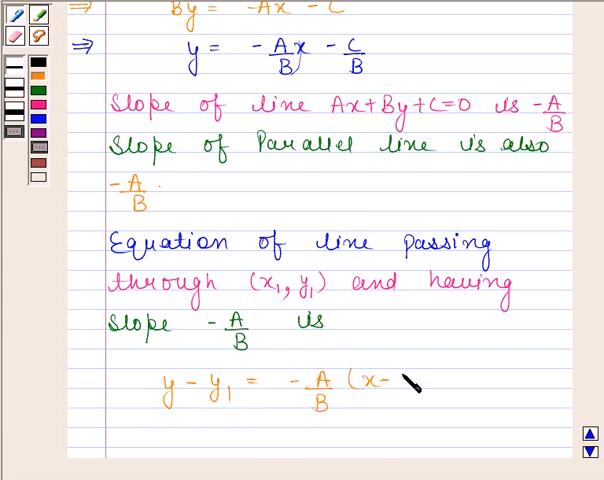 ⇒ By = -Ax - C
⇒ y = -A/B x - C/B
Slope of line Ax+By+C=0 is -A/B
Slope of Parallel line is also
-A/B.
Equation of line passing
through (x₁, y₁) and having
slope -A/B is
y - y₁ = -A/B (x-